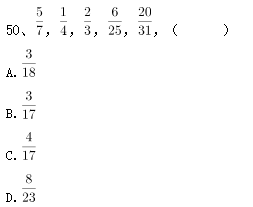 50、5/7, 1/4, 2/3, 6/25, 20/31, (      )
A. 3/18
B. 3/17
C. 4/17
D. 8/23